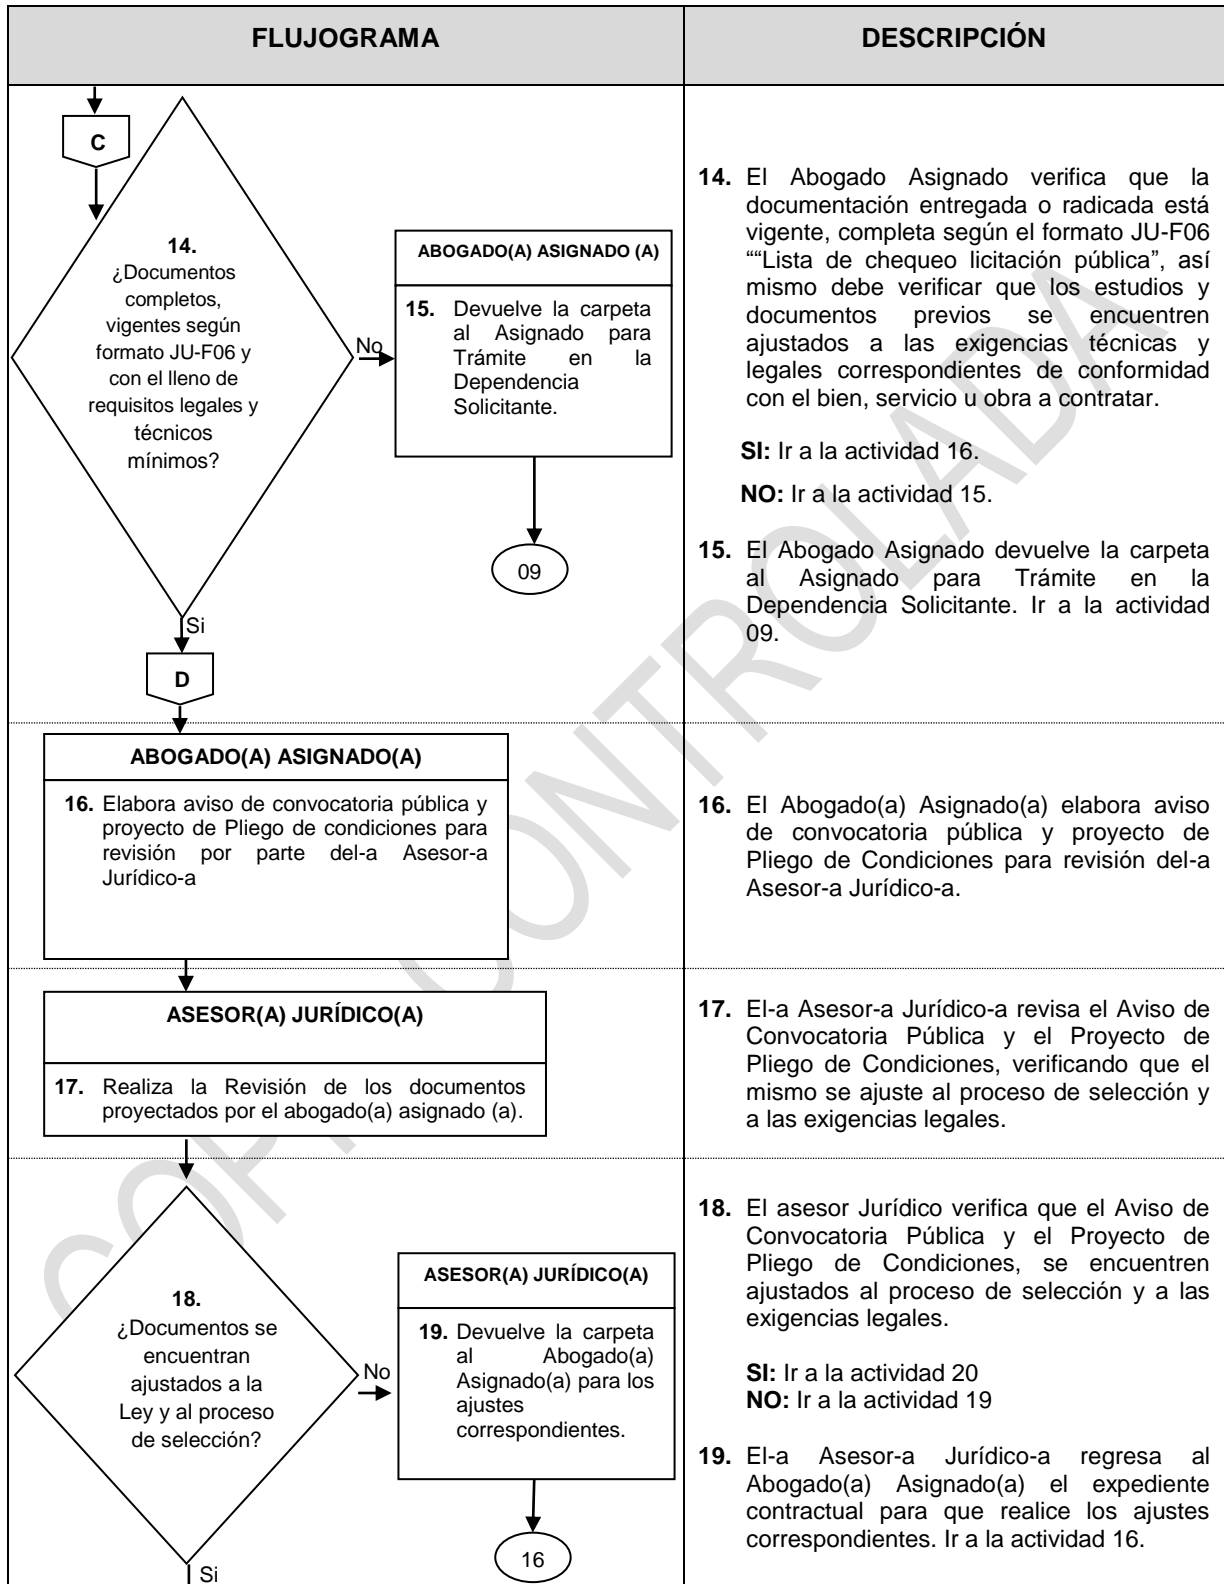 FLUJOGRAMA
DESCRIPCIÓN
C
14.
¿Documentos
completos,
vigentes según
formato JU-F06 y
con el lleno de
requisitos legales y
técnicos
mínimos?
No
ABOGADO(A) ASIGNADO (A)
15. Devuelve la carpeta
al Asignado para
Trámite en la
Dependencia
Solicitante.
09
Si
D
14. El Abogado Asignado verifica que la
documentación entregada o radicada está
vigente, completa según el formato JU-F06
““Lista de chequeo licitación pública”, así
mismo debe verificar que los estudios y
documentos previos se encuentren
ajustados a las exigencias técnicas y
legales correspondientes de conformidad
con el bien, servicio u obra a contratar.
SI: Ir a la actividad 16.
NO: Ir a la actividad 15.
15. El Abogado Asignado devuelve la carpeta
al Asignado para Trámite en la
Dependencia Solicitante. Ir a la actividad
09.
ABOGADO(A) ASIGNADO(A)
16. Elabora aviso de convocatoria pública y
proyecto de Pliego de condiciones para
revisión por parte del-a Asesor-a
Jurídico-a
16. El Abogado(a) Asignado(a) elabora aviso
de convocatoria pública y proyecto de
Pliego de Condiciones para revisión del-a
Asesor-a Jurídico-a.
ASESOR(A) JURÍDICO(A)
17. Realiza la Revisión de los documentos
proyectados por el abogado(a) asignado (a).
17. El-a Asesor-a Jurídico-a revisa el Aviso de
Convocatoria Pública y el Proyecto de
Pliego de Condiciones, verificando que el
mismo se ajuste al proceso de selección y
a las exigencias legales.
18.
¿Documentos se
encuentran
ajustados a la
Ley y al proceso
de selección?
No
ASESOR(A) JURÍDICO(A)
19. Devuelve la carpeta
al Abogado(a)
Asignado(a) para los
ajustes
correspondientes.
16
Si
18. El asesor Jurídico verifica que el Aviso de
Convocatoria Pública y el Proyecto de
Pliego de Condiciones, se encuentren
ajustados al proceso de selección y a las
exigencias legales.
SI: Ir a la actividad 20
NO: Ir a la actividad 19
19. El-a Asesor-a Jurídico-a regresa al
Abogado(a) Asignado(a) el expediente
contractual para que realice los ajustes
correspondientes. Ir a la actividad 16.
COPIA CONTROLADA